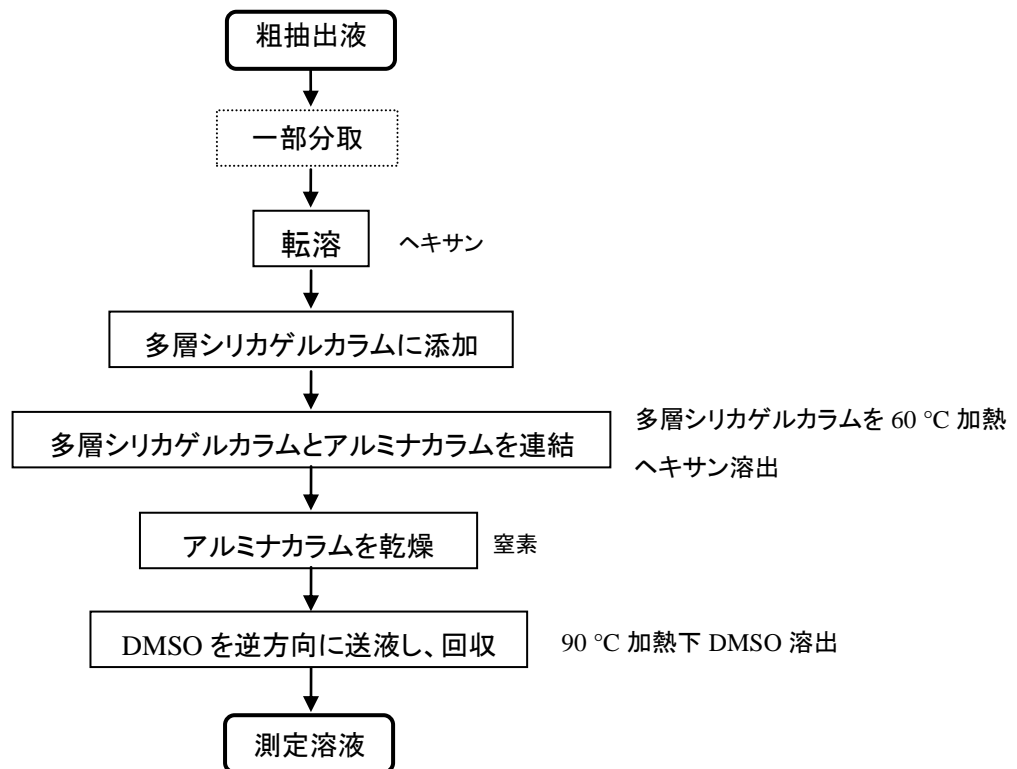 粗抽出液
一部分取
転溶
ヘキサン
多層シリカゲルカラムに添加
多層シリカゲルカラムとアルミナカラムを連結
多層シリカゲルカラムを 60 °C 加熱
ヘキサン溶出
アルミナカラムを乾燥
窒素
DMSO を逆方向に送液し、回収
90 °C 加熱下 DMSO 溶出
測定溶液